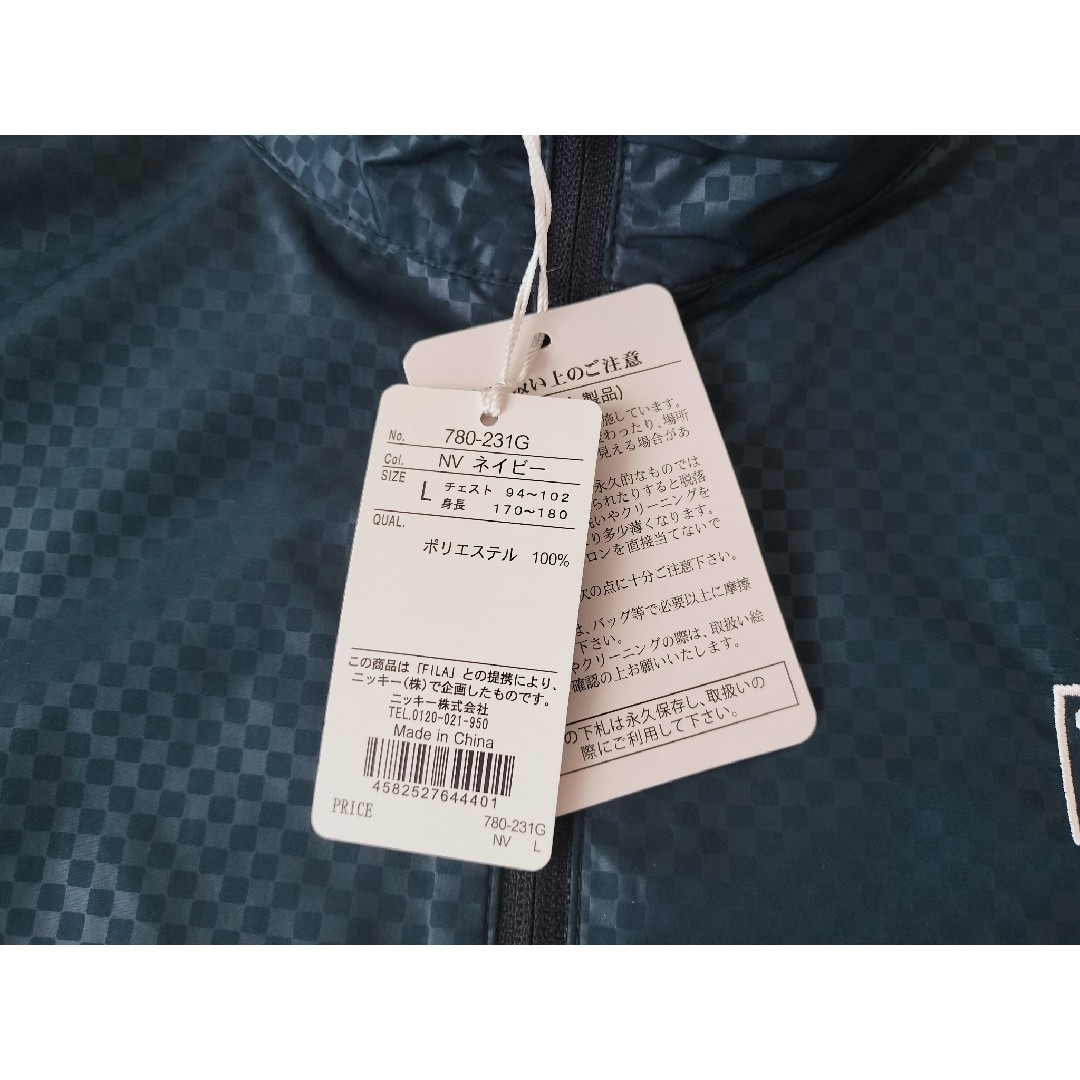 No. 780-231G
Col. NV ネイビー
SIZE L チェスト 94～102
身長 170～180
QUAL.
ポリエステル 100%
この商品は「FILA」との提携により、
ニッキー(株)で企画したものです。
ニッキー株式会社
TEL.0120-021-950
Made in China
4582527644401
PRICE
780-231G
NV L
扱い上のご注意
製品)
施しています。
わったり、場所
見える場合があ
永久的なものでは
られたりすると脱落
洗いやクリーニングを
り多少薄くなります。
ロンを直接当てないで
次の点に十分ご注意下さい。
は、バッグ等で必要以上に摩擦
下さい。
やクリーニングの際は、取扱い絵
確認の上お願いいたします。
の下札は永久保存し、取扱いの
際にご利用して下さい。